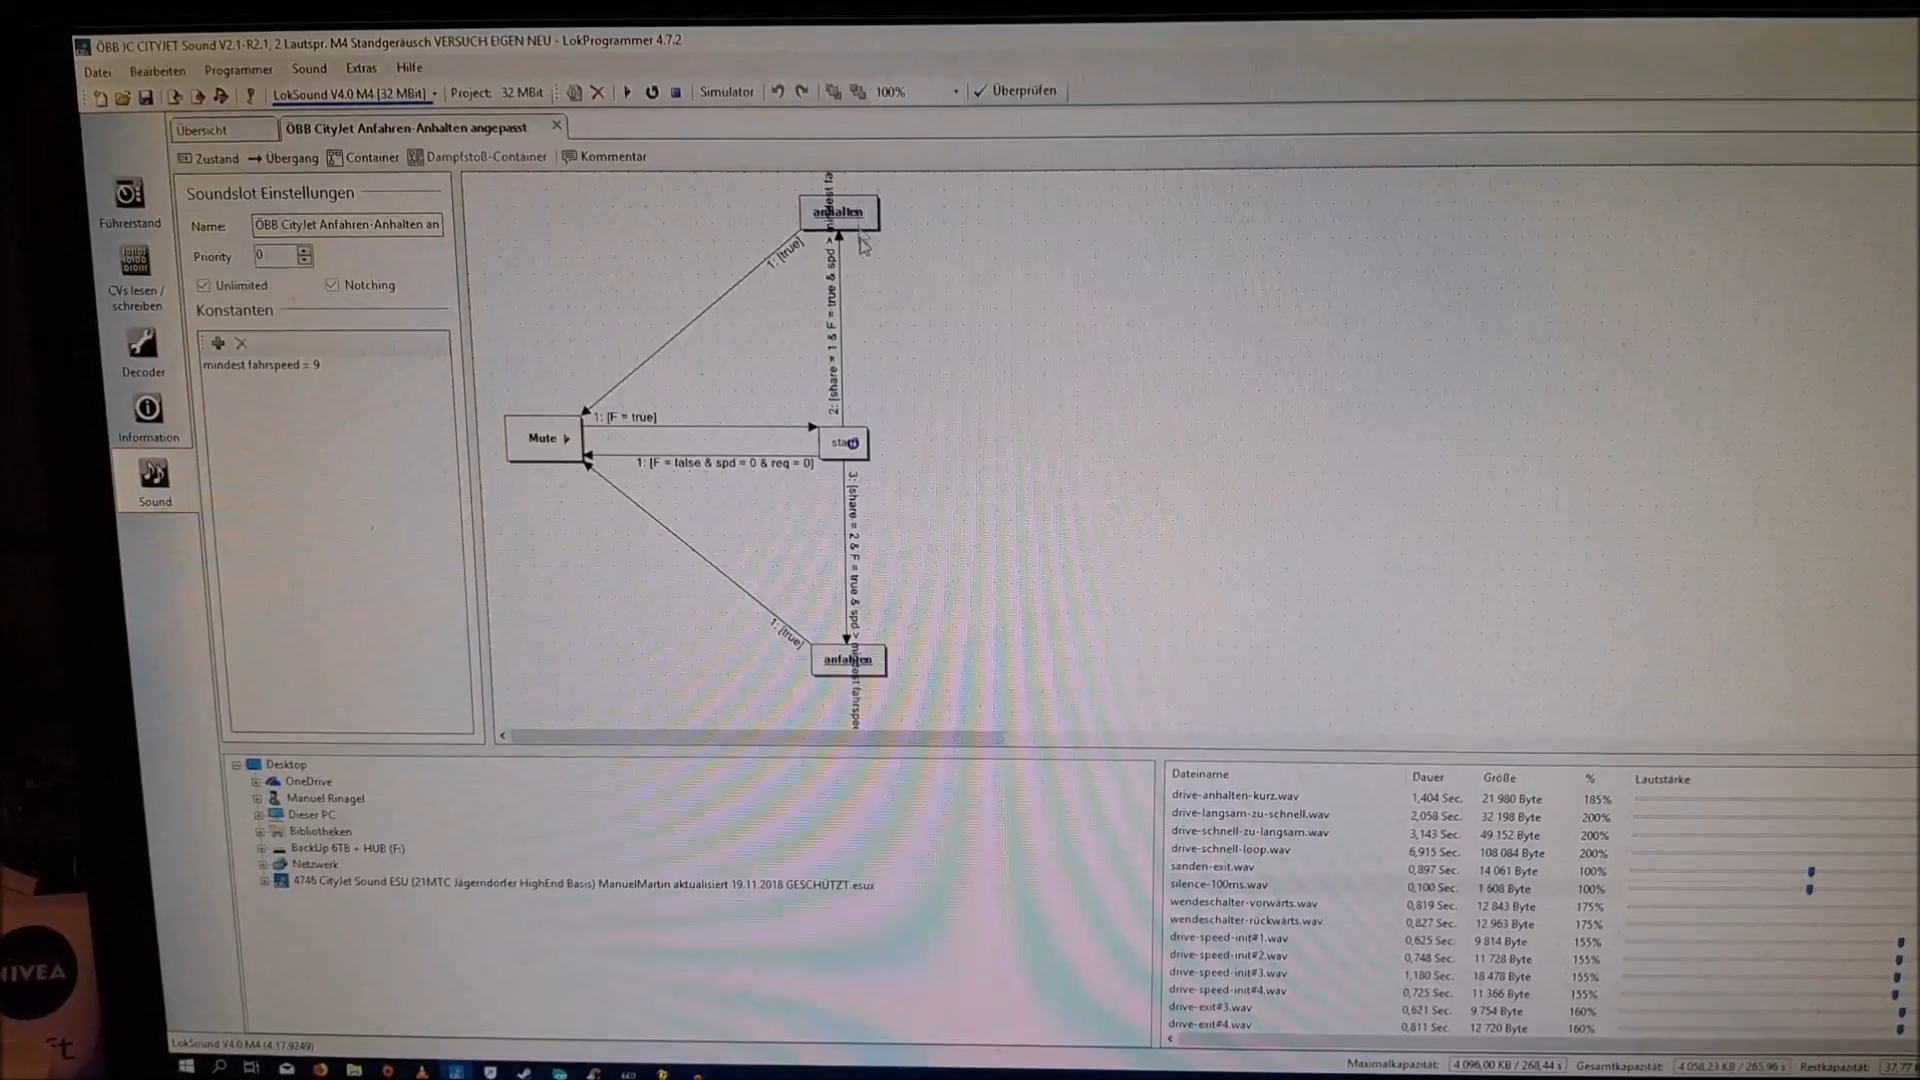 ÖBB JC CITYJET Sound V2.1-R2.1, 2 Lautspr. M4 Standgeräusch VERSUCH EIGEN NEU - LokProgrammer 4.7.2
Datei Bearbeiten Programmer Sound Extras Hilfe
LokSound V4.0 M4 [32 MBit] Project: 32 MBit Simulator 100% Überprüfen
Übersicht ÖBB CityJet Anfahren-Anhalten angepasst
Zustand Übergang Container Dampfstoß-Container Kommentar
Führerstand
CVs lesen /
schreiben
Decoder
Information
Sound
Soundslot Einstellungen
Name: ÖBB CityJet Anfahren-Anhalten an
Priority 0
Unlimited Notching
Konstanten
mindest fahrspeed = 9
anhalten
1: [true]
2: [share = 1 & F = true & spd > mindest fa
1: [F = true]
Mute
start
1: [F = false & spd = 0 & req = 0]
3: [share = 2 & F = true & spd > mindest fahrspee
1: [true]
anfahren
Desktop
OneDrive
Manuel Rinagel
Dieser PC
Bibliotheken
BackUp 6TB + HUB (F:)
Netzwerk
4746 CityJet Sound ESU (21MTC Jägerndorfer HighEnd Basis) ManuelMartin aktualisiert 19.11.2018 GESCHÜTZT.esux
Dateiname Dauer Größe % Lautstärke
drive-anhalten-kurz.wav 1,404 Sec. 21 980 Byte 185%
drive-langsam-zu-schnell.wav 2,058 Sec. 32 198 Byte 200%
drive-schnell-zu-langsam.wav 3,143 Sec. 49 152 Byte 200%
drive-schnell-loop.wav 6,915 Sec. 108 084 Byte 200%
sanden-exit.wav 0,897 Sec. 14 061 Byte 100%
silence-100ms.wav 0,100 Sec. 1 608 Byte 100%
wendeschalter-vorwärts.wav 0,819 Sec. 12 843 Byte 175%
wendeschalter-rückwärts.wav 0,827 Sec. 12 963 Byte 175%
drive-speed-init#1.wav 0,625 Sec. 9 814 Byte 155%
drive-speed-init#2.wav 0,748 Sec. 11 728 Byte 155%
drive-speed-init#3.wav 1,180 Sec. 18 478 Byte 155%
drive-speed-init#4.wav 0,725 Sec. 11 366 Byte 155%
drive-exit#3.wav 0,621 Sec. 9 754 Byte 160%
drive-exit#4.wav 0,811 Sec. 12 720 Byte 160%
LokSound V4.0 M4 (4.17.9249)
Maximalkapazität: 4 096,00 KB / 268,44 s Gesamtkapazität: 4 058,23 KB / 265,96 s Restkapazität: 37,77
NIVEA